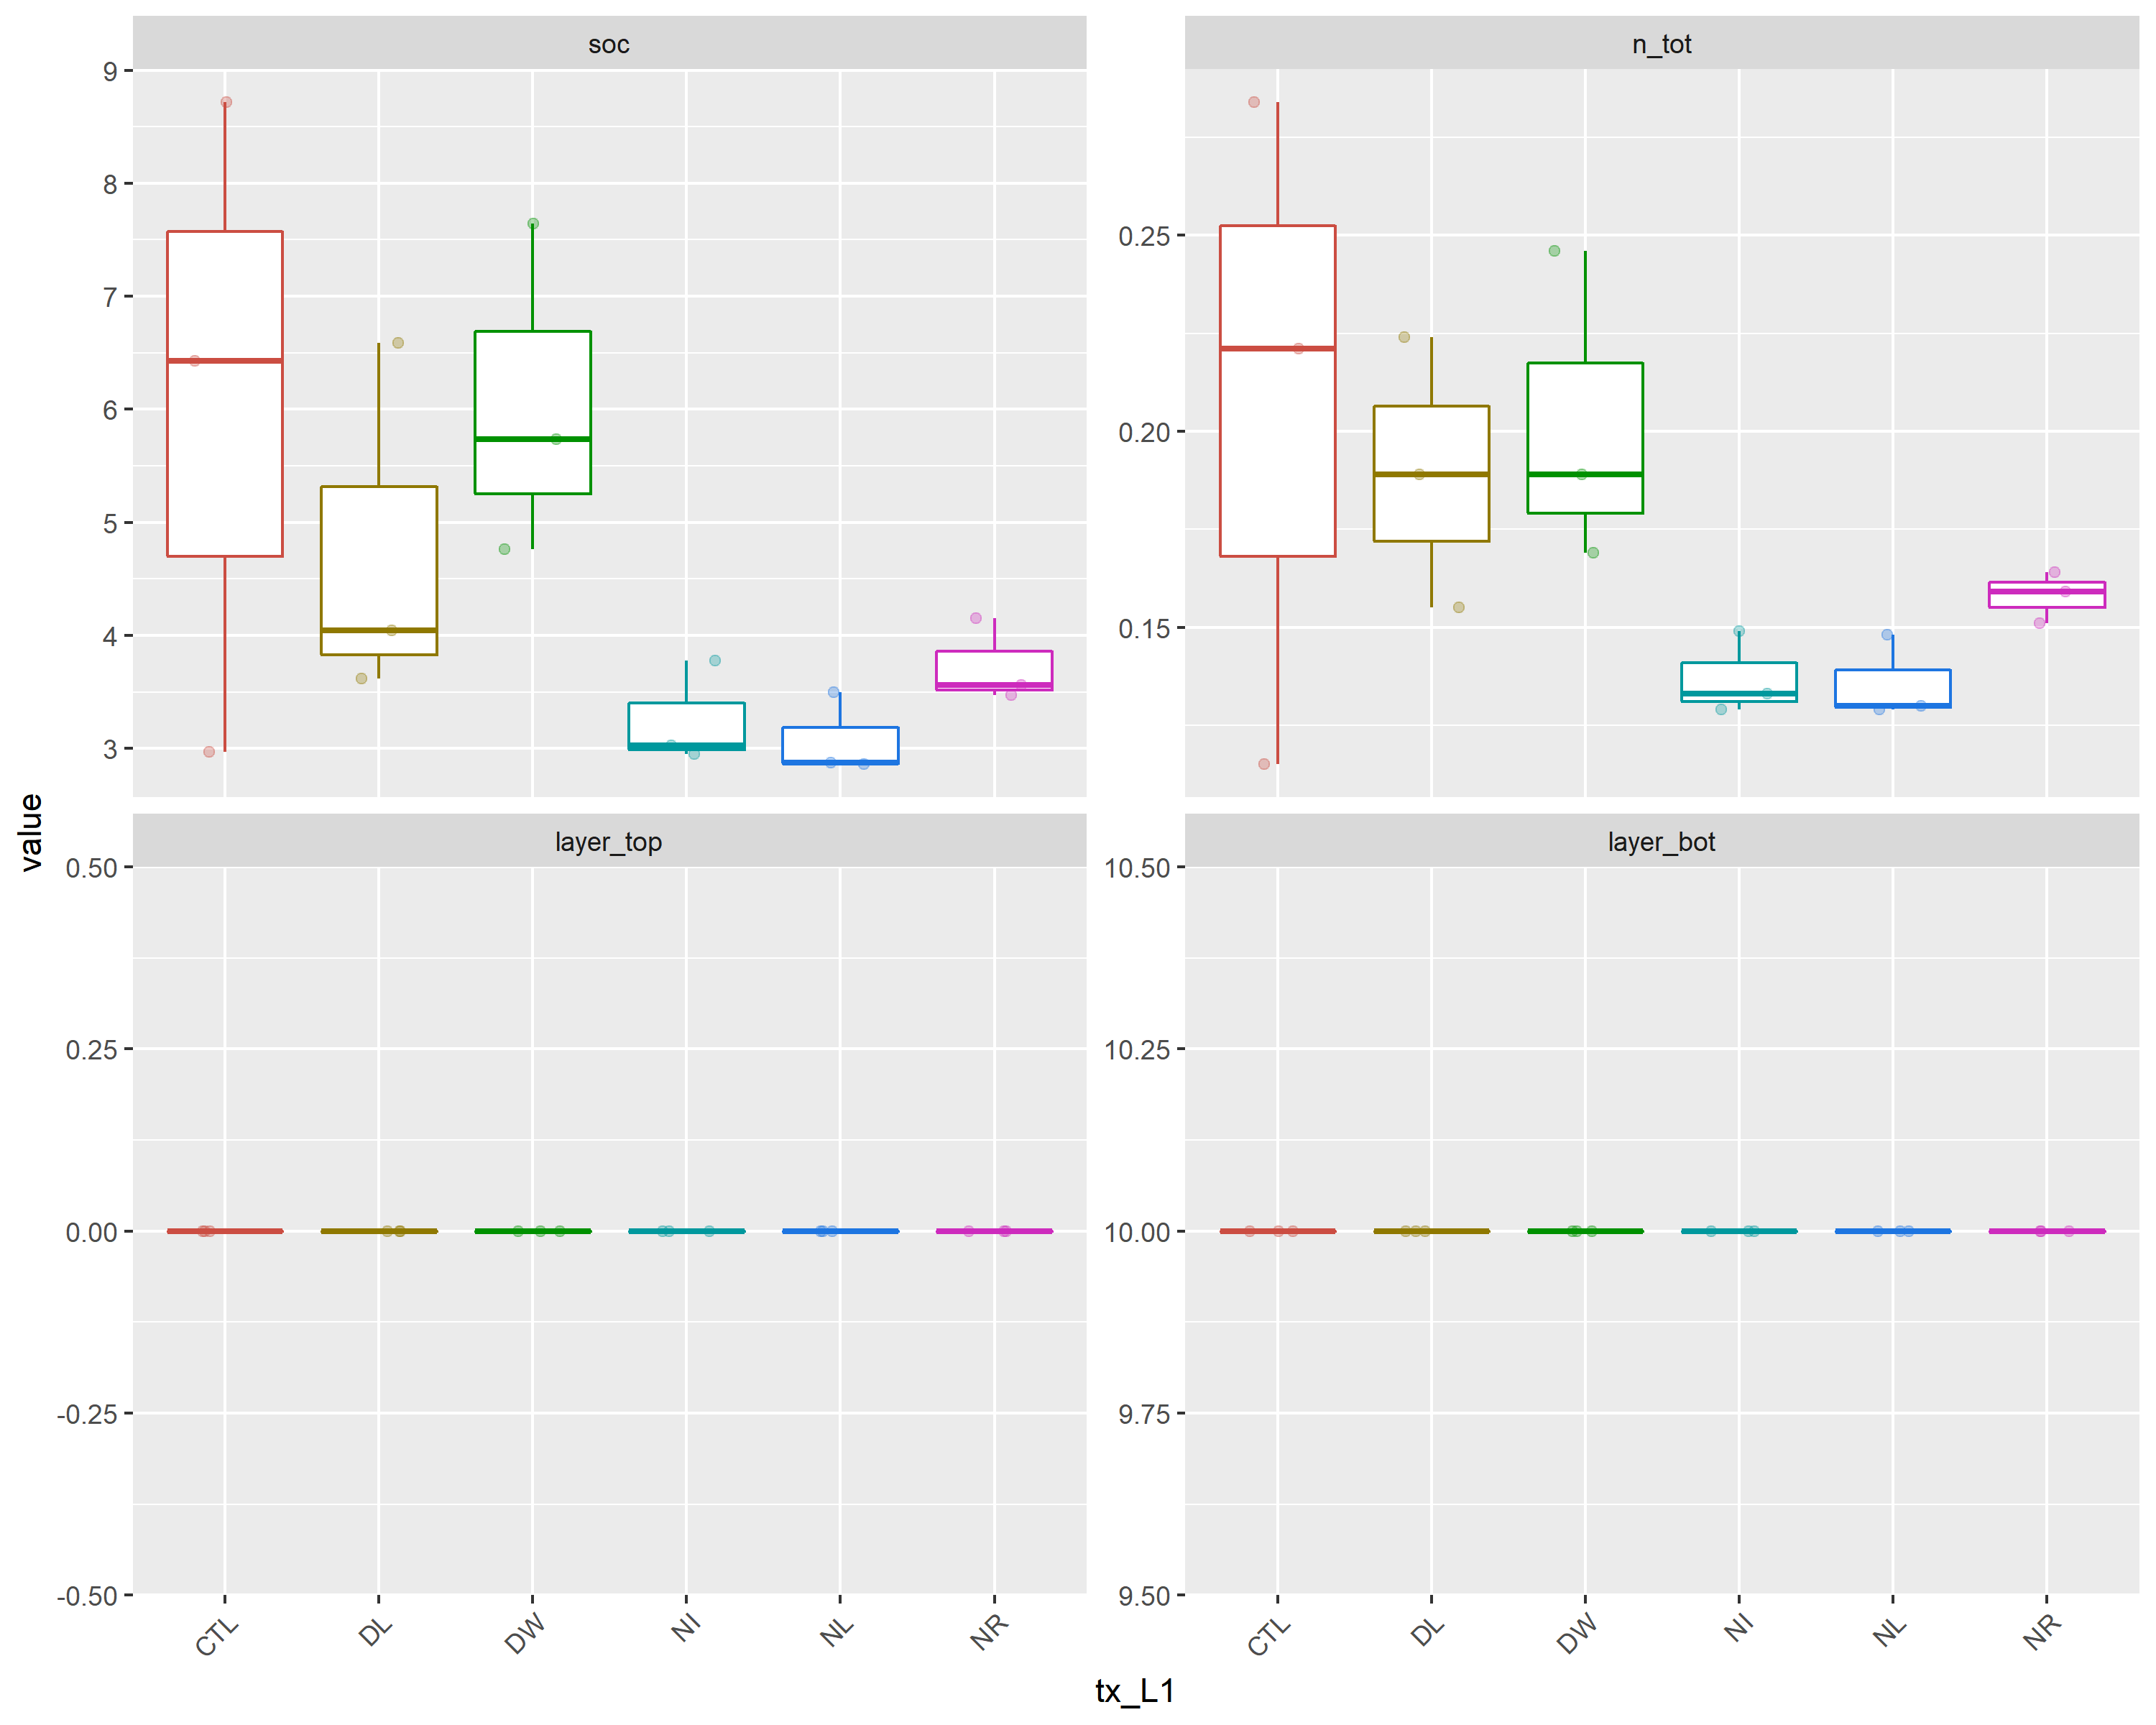 soc
n_tot
9
8
7
6
5
4
3
0.25
0.20
0.15
value
layer_top
layer_bot
0.50
0.25
0.00
-0.25
-0.50
10.50
10.25
10.00
9.75
9.50
CTL
DL
DW
NI
NL
NR
CTL
DL
DW
NI
NL
NR
tx_L1